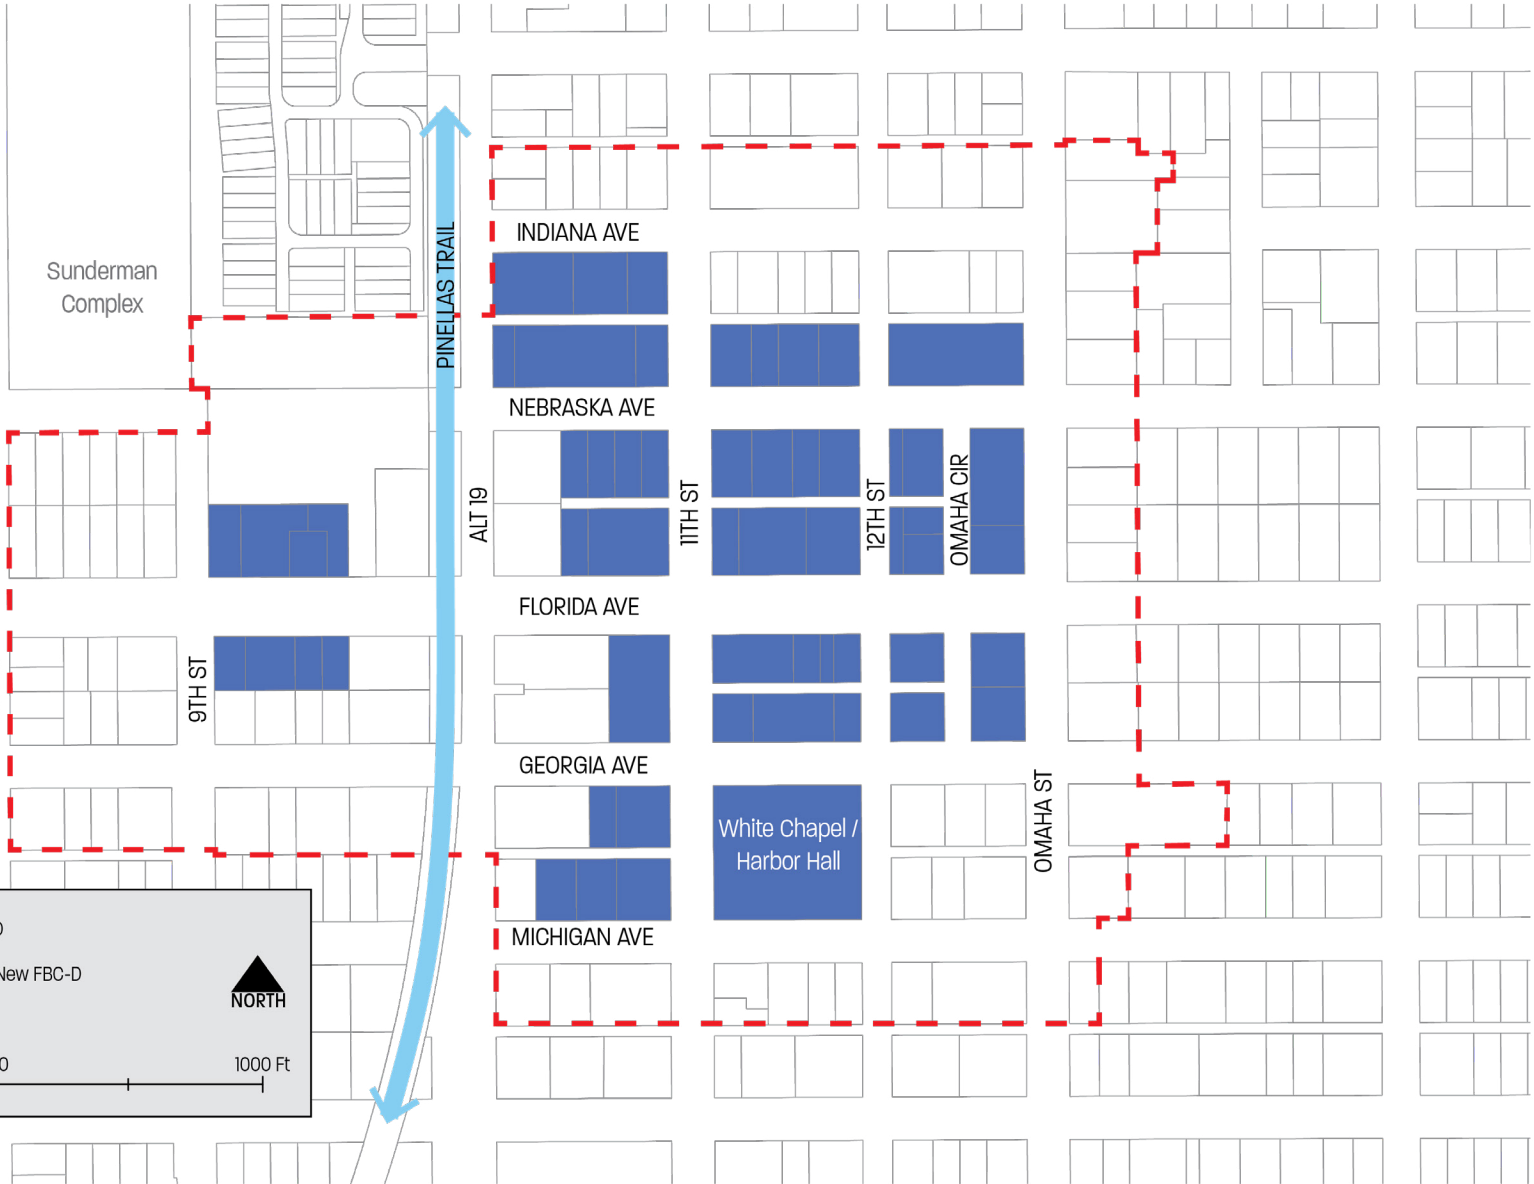 INDIANA AVE
Sunderman
Complex
PINELLAS TRAIL
NEBRASKA AVE
ALT 19
11TH ST
12TH ST
OMAHA CIR
FLORIDA AVE
9TH ST
GEORGIA AVE
OMAHA ST
White Chapel /
Harbor Hall
MICHIGAN AVE
New FBC-D
NORTH
0
1000 Ft